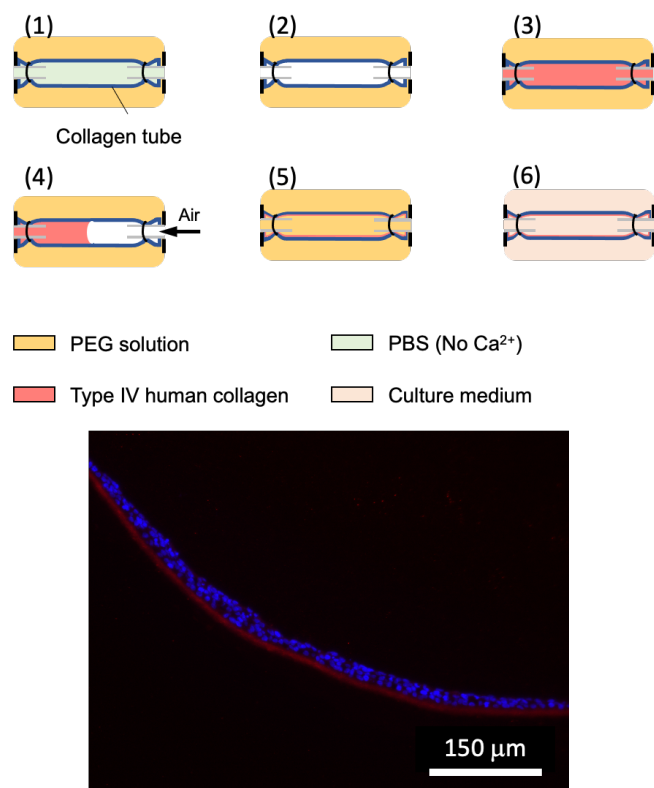 (1) (2) (3)
Collagen tube
(4) (5) (6)
Air
PEG solution PBS (No Ca²⁺)
Type IV human collagen Culture medium
150 μm